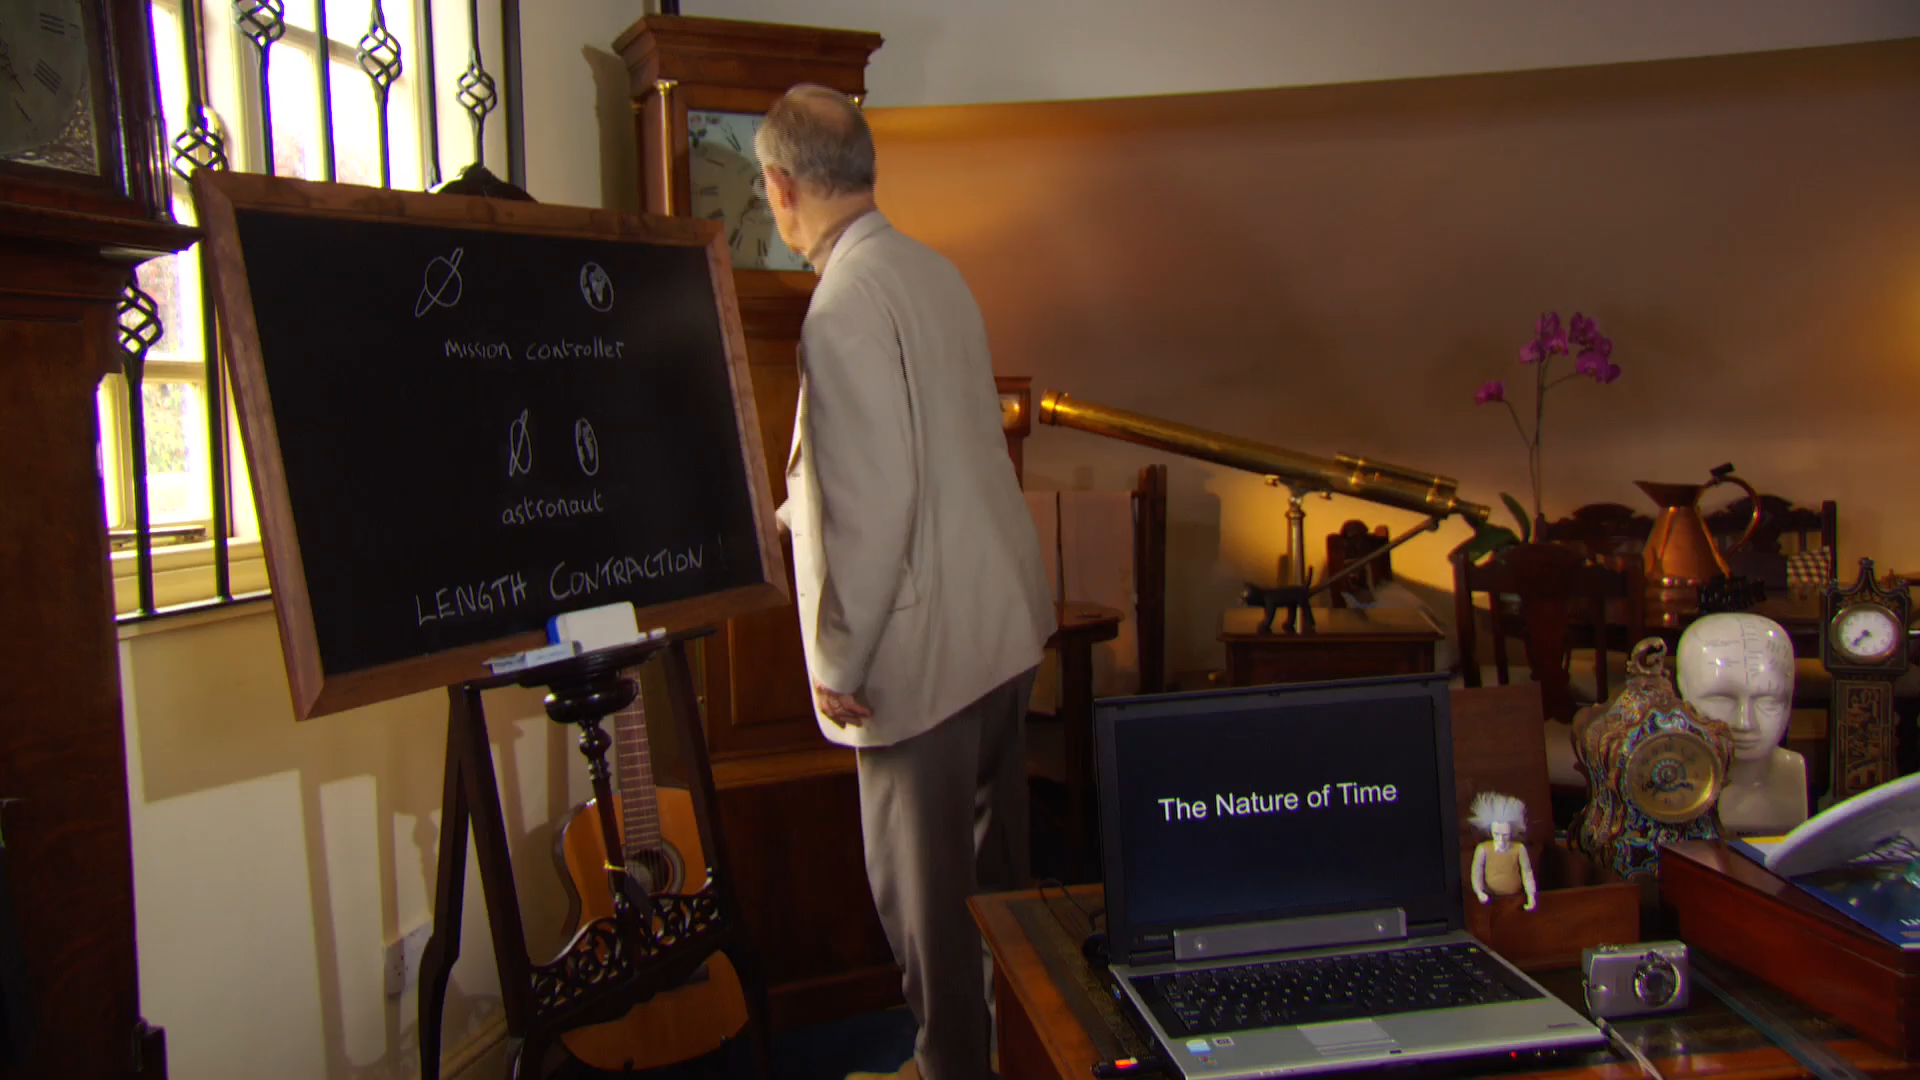 mission controller
astronaut
LENGTH CONTRACTION !
The Nature of Time